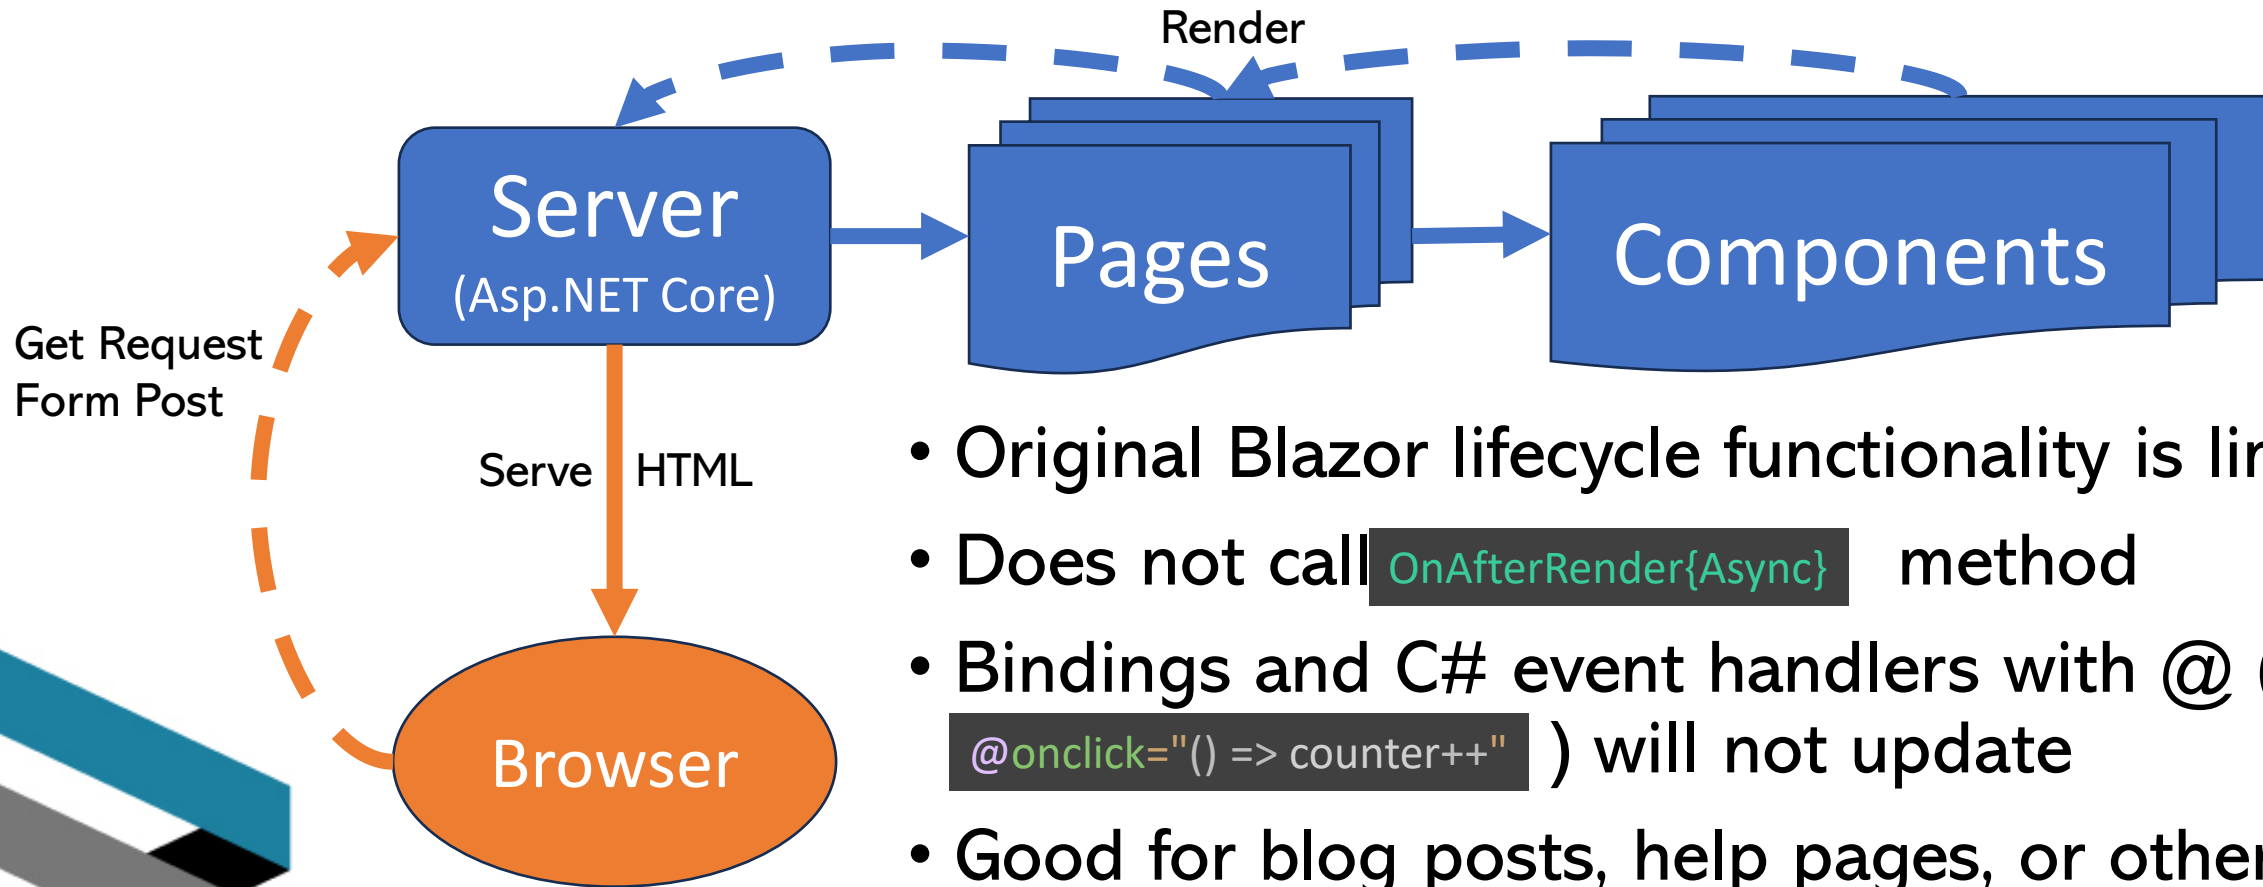 Render
Server
(Asp.NET Core)
Pages
Components
Get Request
Form Post
Serve HTML
Browser
• Original Blazor lifecycle functionality is
• Does not call OnAfterRender{Async} method
• Bindings and C# event handlers with @ (
@onclick="() => counter++" ) will not update
• Good for blog posts, help pages, or other